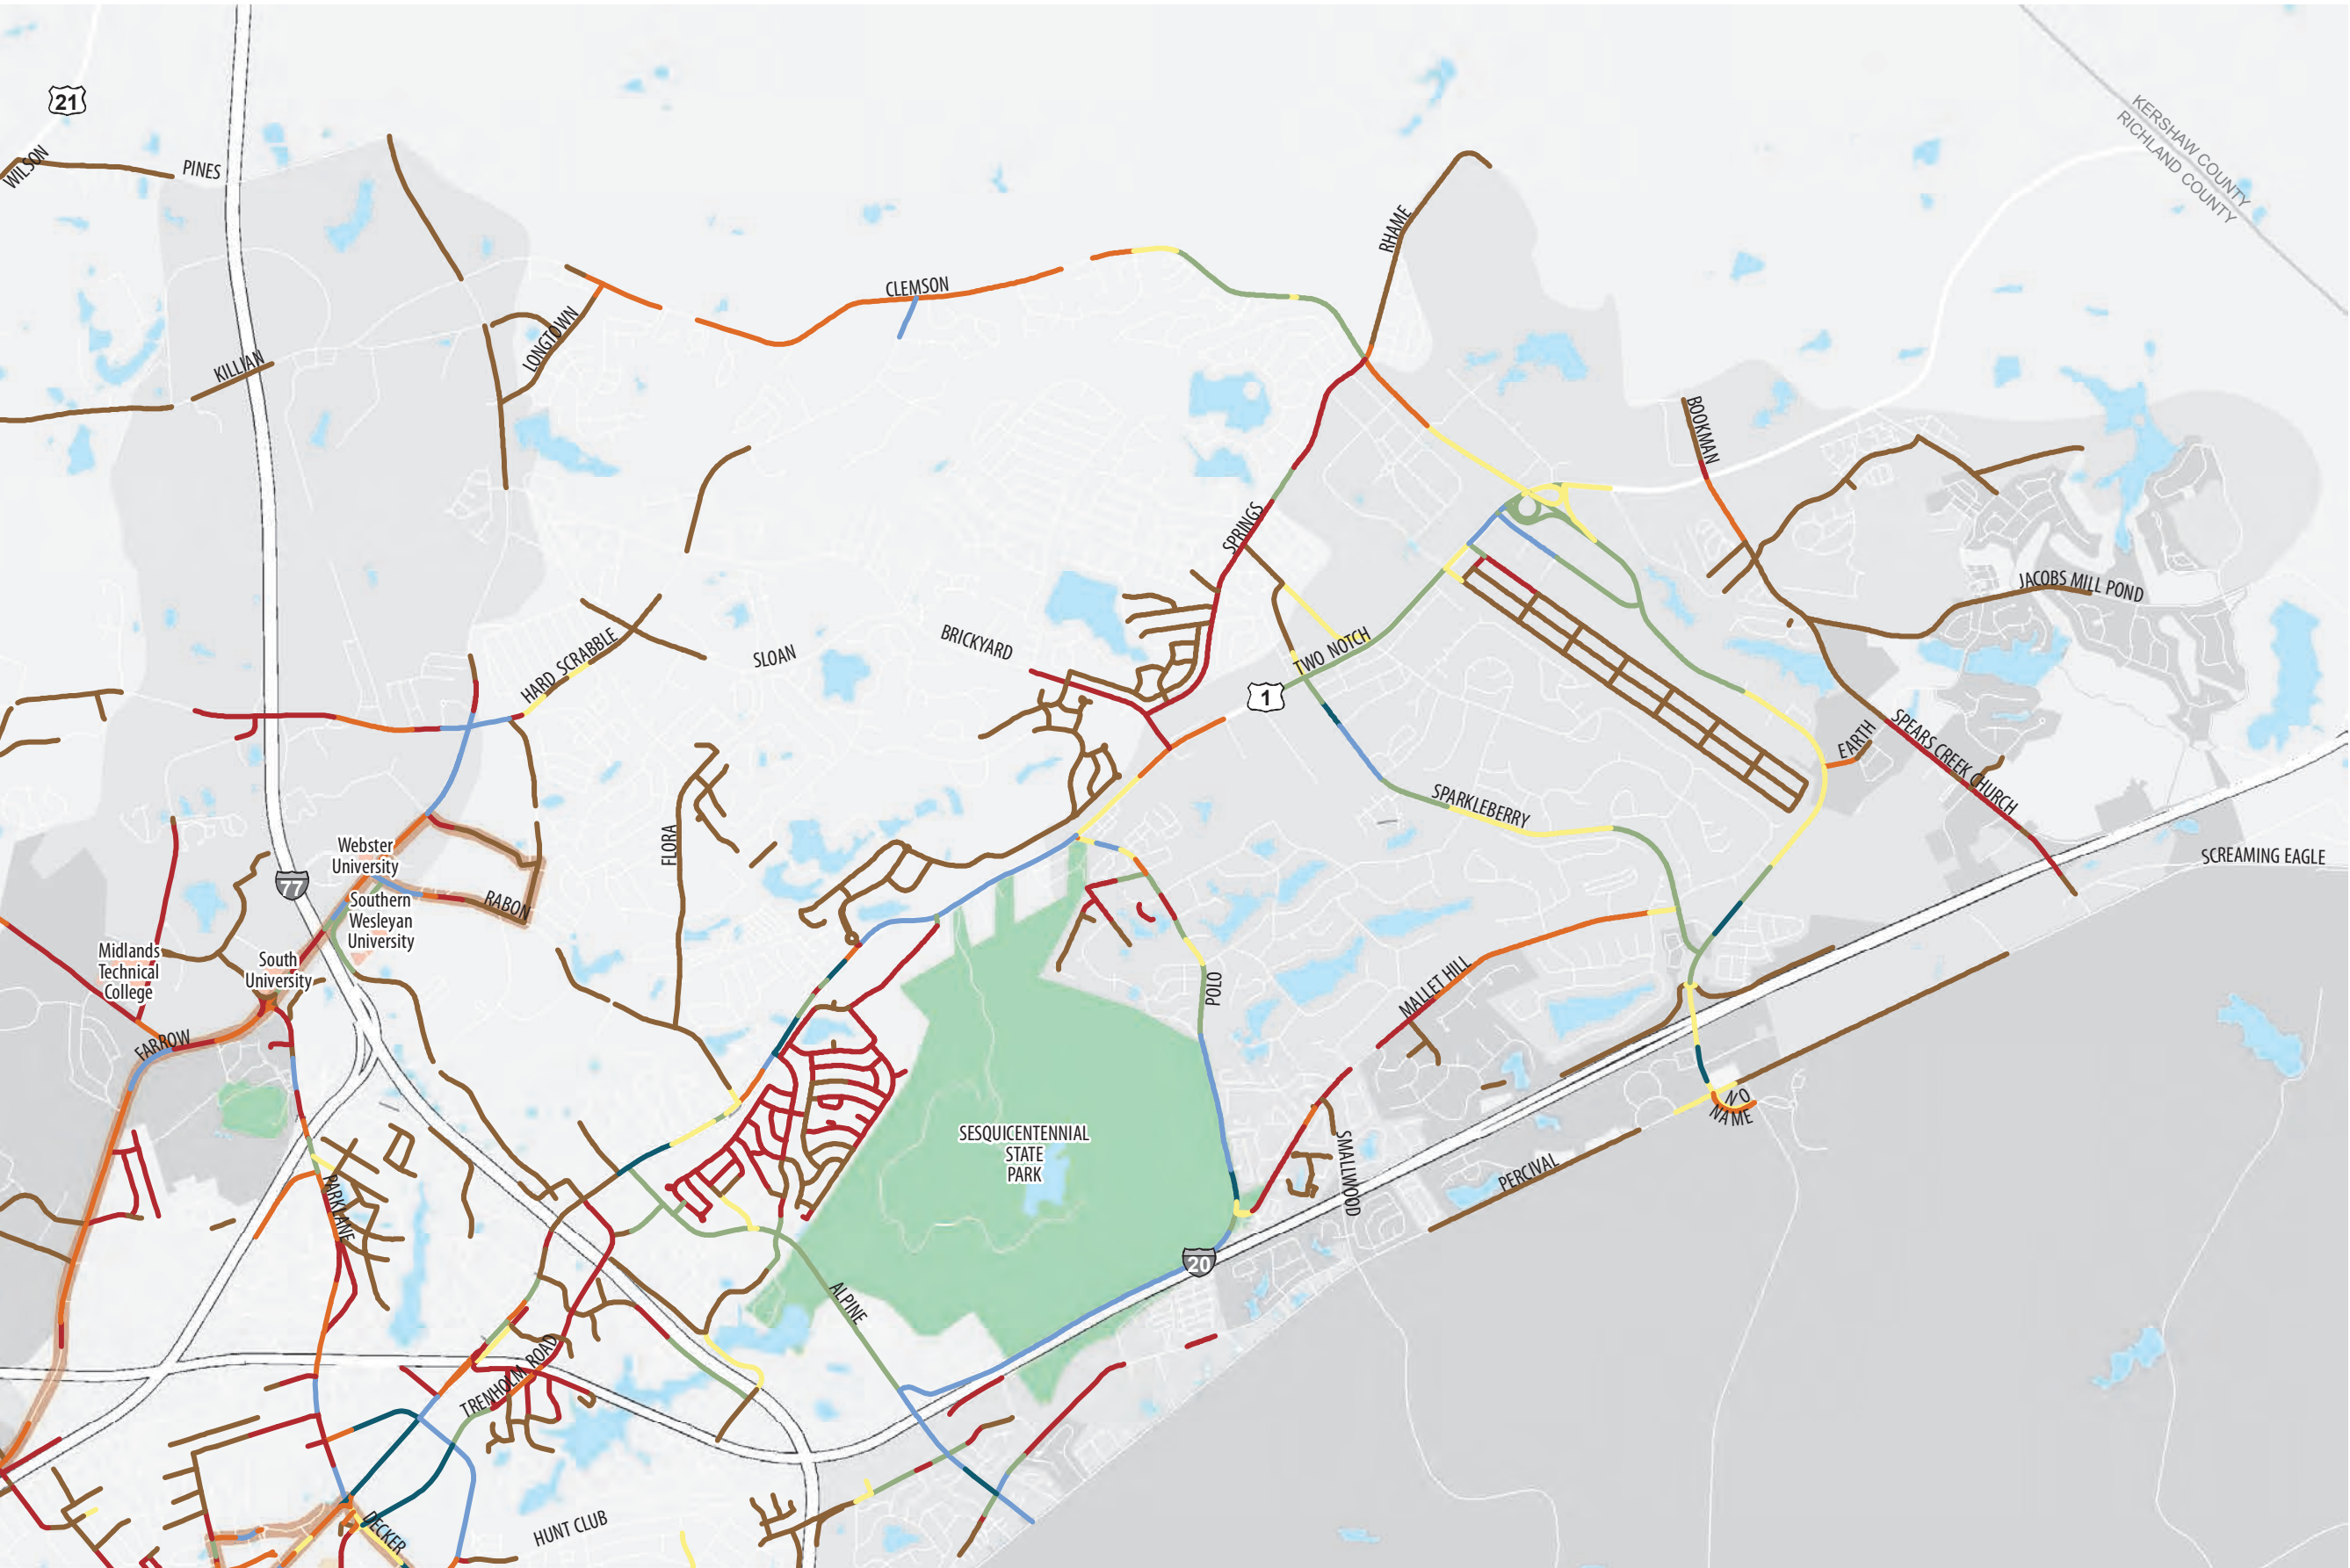 21
WILSON
PINES
KERSHAW COUNTY
RICHLAND COUNTY
RHAME
CLEMSON
LONGTOWN
KILLIAN
BOOKMAN
SPRINGS
JACOBS MILL POND
HARD SCRABBLE
SLOAN
BRICKYARD
TWO NOTCH
1
EARTH
SPEARS CREEK CHURCH
SPARKLEBERRY
FLORA
Webster
University
77
RABON
Southern
Wesleyan
University
SCREAMING EAGLE
Midlands
Technical
College
South
University
POLO
MALLET HILL
FARROW
NO
NAME
SESQUICENTENNIAL
STATE
PARK
SMALLWOOD
PERCIVAL
PARKLANE
20
ALPINE
TRENHOLM ROAD
DECKER
HUNT CLUB